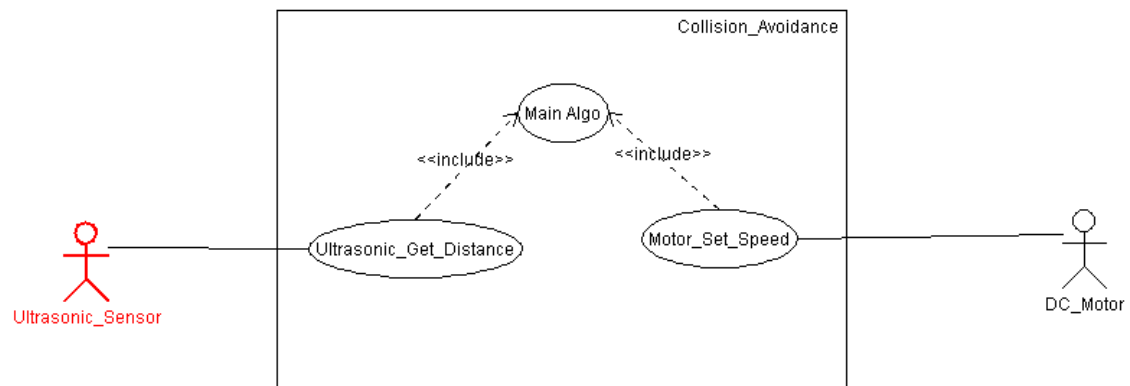 Collision_Avoidance
Main Algo
<<include>>
<<include>>
Ultrasonic_Get_Distance
Motor_Set_Speed
Ultrasonic_Sensor
DC_Motor